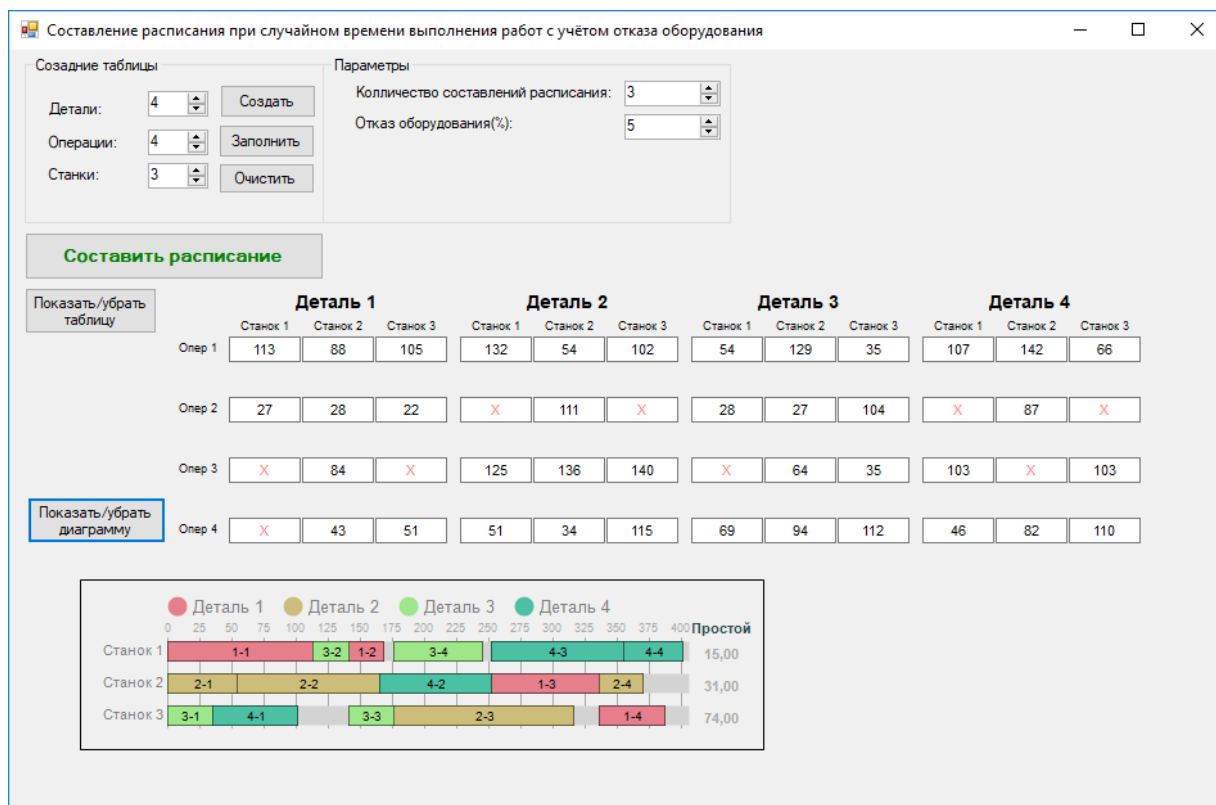 Составление расписания при случайном времени выполнения работ с учётом отказа оборудования
Созадние таблицы
Детали: 4 Создать
Операции: 4 Заполнить
Станки: 3 Очистить
Параметры
Колличество составлений расписания: 3
Отказ оборудования(%): 5
Составить расписание
Показать/убрать
таблицу
Деталь 1 Деталь 2 Деталь 3 Деталь 4
Станок 1 Станок 2 Станок 3 Станок 1 Станок 2 Станок 3 Станок 1 Станок 2 Станок 3 Станок 1 Станок 2 Станок 3
Опер 1 113 88 105 132 54 102 54 129 35 107 142 66
Опер 2 27 28 22 X 111 X 28 27 104 X 87 X
Опер 3 X 84 X 125 136 140 X 64 35 103 X 103
Показать/убрать
диаграмму
Опер 4 X 43 51 51 34 115 69 94 112 46 82 110
Деталь 1 Деталь 2 Деталь 3 Деталь 4
0 25 50 75 100 125 150 175 200 225 250 275 300 325 350 375 400 Простой
Станок 1 1-1 3-2 1-2 3-4 4-3 4-4 15,00
Станок 2 2-1 2-2 4-2 1-3 2-4 31,00
Станок 3 3-1 4-1 3-3 2-3 1-4 74,00